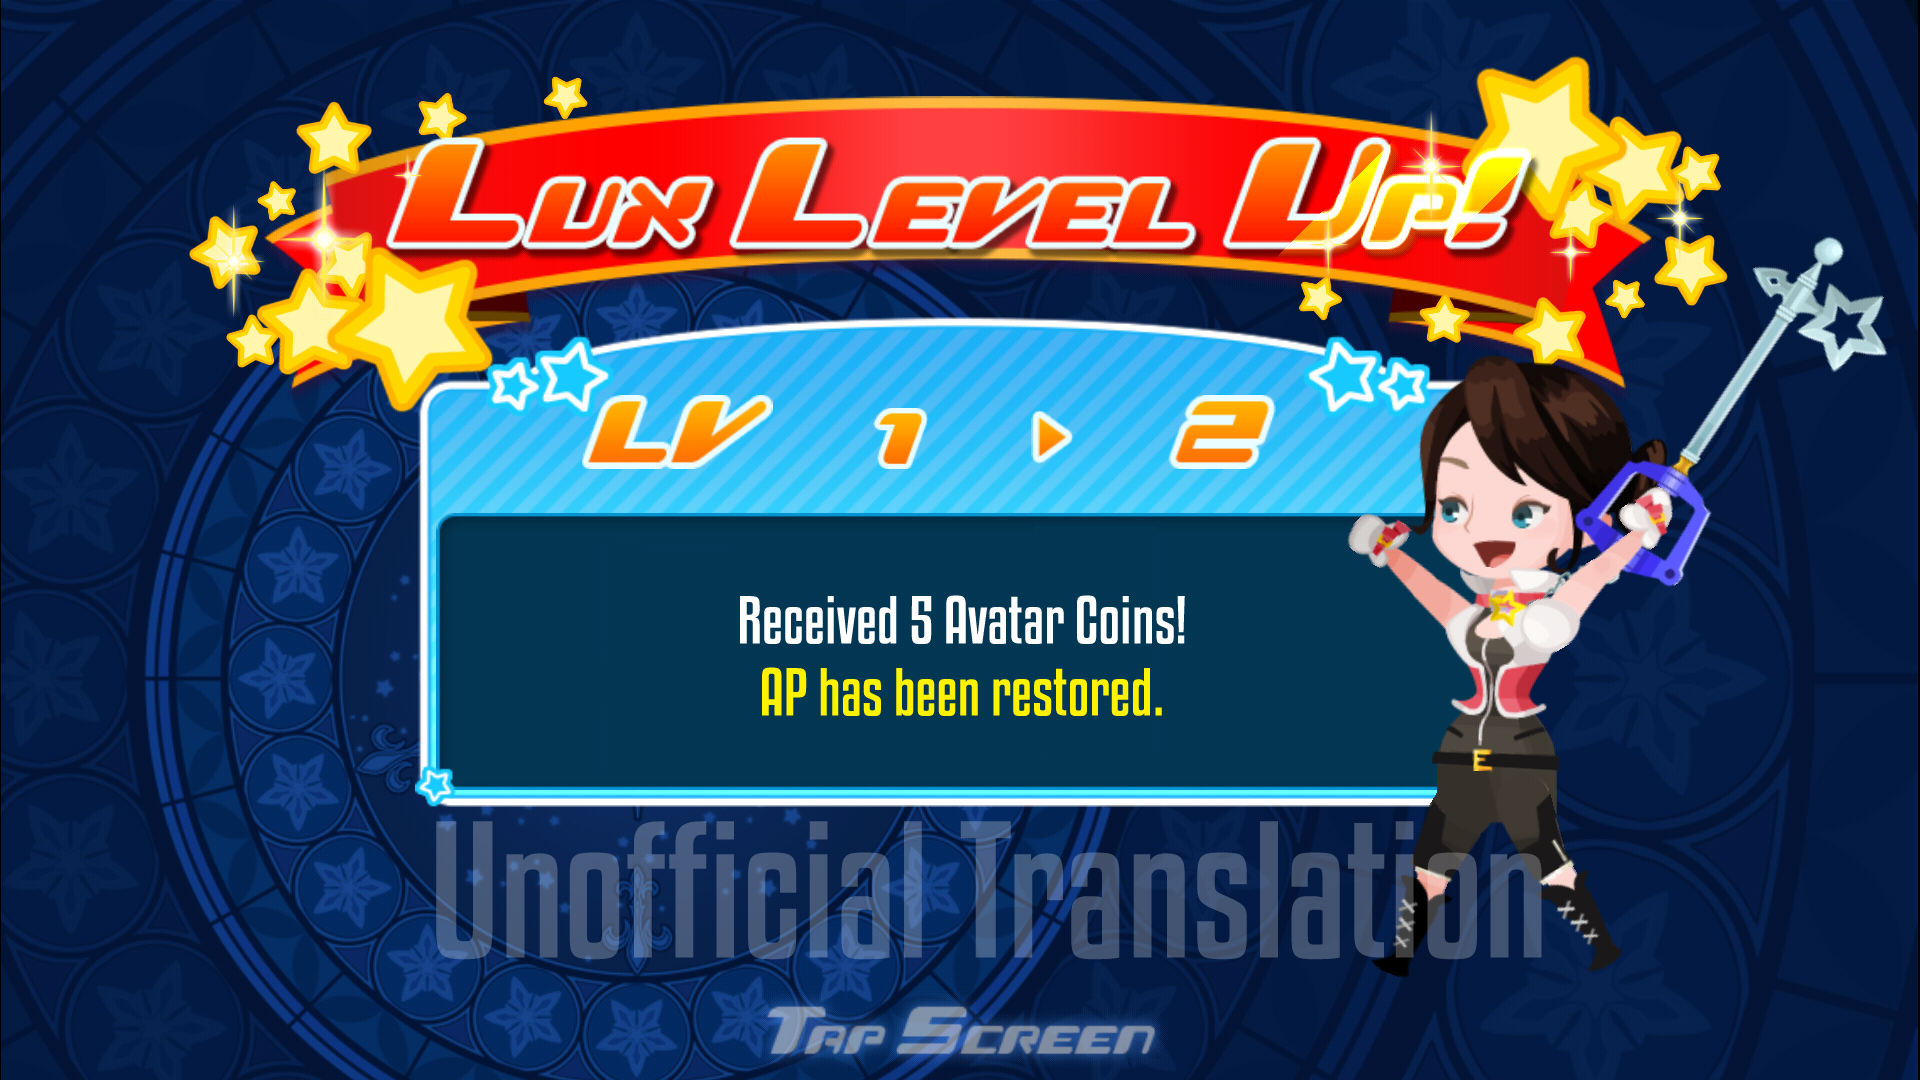 Lux Level Up!
LV 1 ▶ 2
Received 5 Avatar Coins!
AP has been restored.
E
Unofficial Translation
Tap Screen